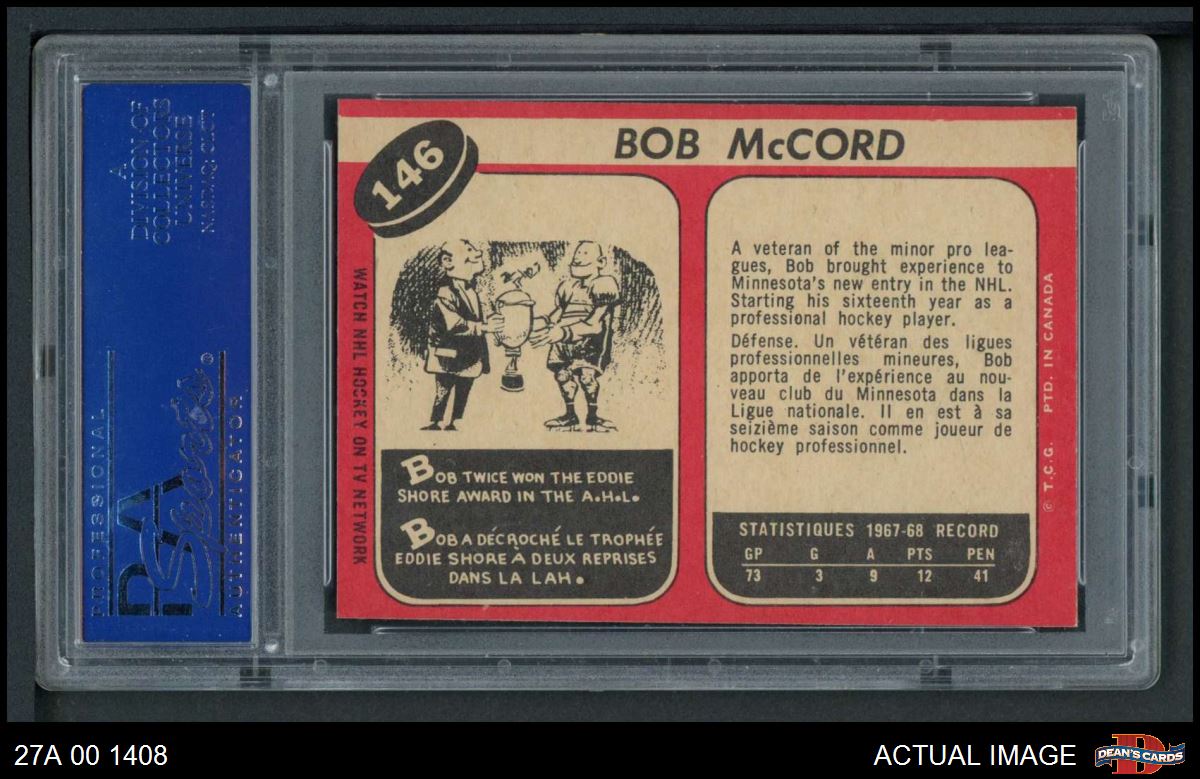 A
DIVISION OF
COLLECTORS
UNIVERSE
NASDAQ: CLCT
PROFESSIONAL
PSA
Sports
®
AUTHENTICATOR
146
BOB McCORD
WATCH NHL HOCKEY ON TV NETWORK
BOB TWICE WON THE EDDIE
SHORE AWARD IN THE A.H.L.
BOB A DÉCROCHÉ LE TROPHÉE
EDDIE SHORE À DEUX REPRISES
DANS LA LAH.
A veteran of the minor pro lea-
gues, Bob brought experience to
Minnesota's new entry in the NHL.
Starting his sixteenth year as a
professional hockey player.
Défense. Un vétéran des ligues
professionnelles mineures, Bob
apporta de l'expérience au nou-
veau club du Minnesota dans la
Ligue nationale. Il en est à sa
seizième saison comme joueur de
hockey professionnel.
STATISTIQUES 1967-68 RECORD
GP G A PTS PEN
73 3 9 12 41
© T.C.G. PTD. IN CANADA
27A 00 1408
ACTUAL IMAGE
D
DEAN'S CARDS